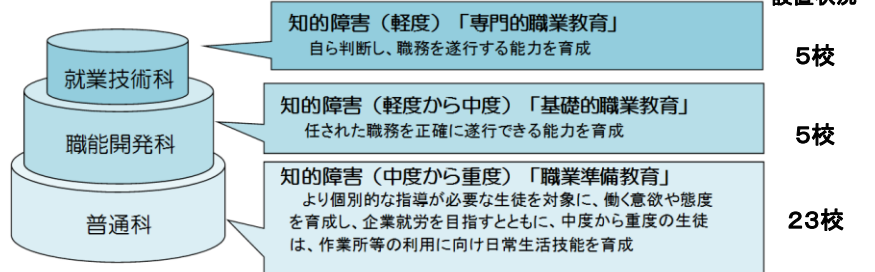 設置状況
就業技術科
知的障害（軽度）「専門的職業教育」
自ら判断し、職務を遂行する能力を育成
5校
職能開発科
知的障害（軽度から中度）「基礎的職業教育」
任された職務を正確に遂行できる能力を育成
5校
普通科
知的障害（中度から重度）「職業準備教育」
より個別的な指導が必要な生徒を対象に、働く意欲や態度
を育成し、企業就労を目指すとともに、中度から重度の生徒
は、作業所等の利用に向け日常生活技能を育成
23校